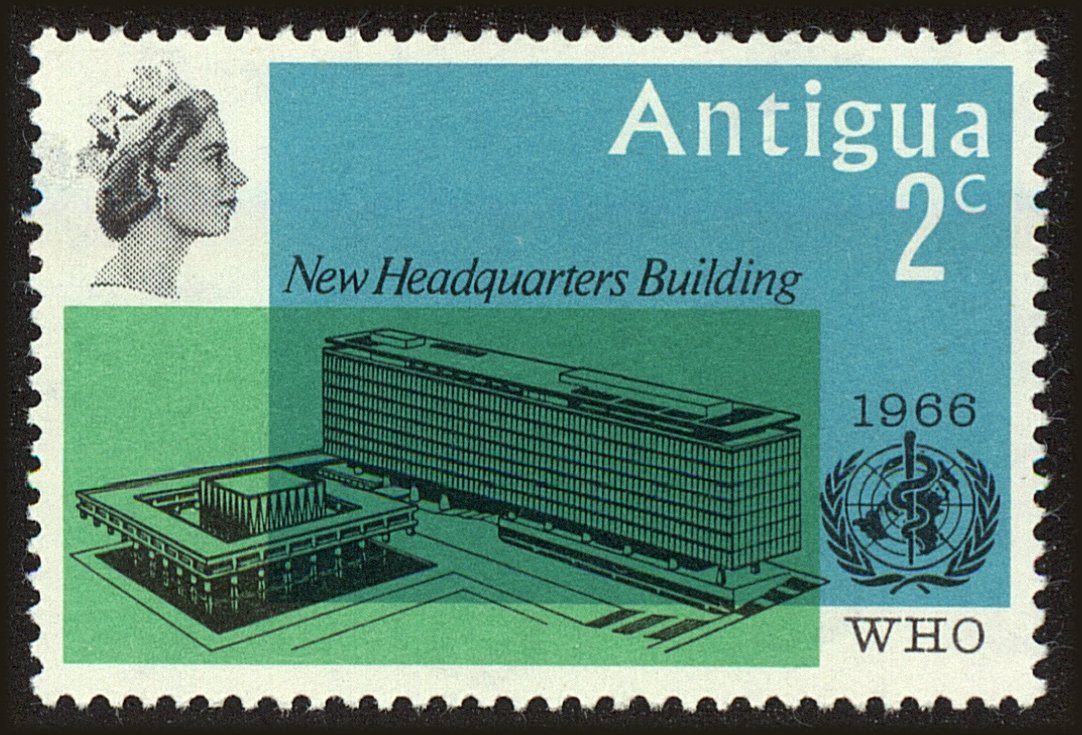 Antigua
2c
New Headquarters Building
1966
WHO